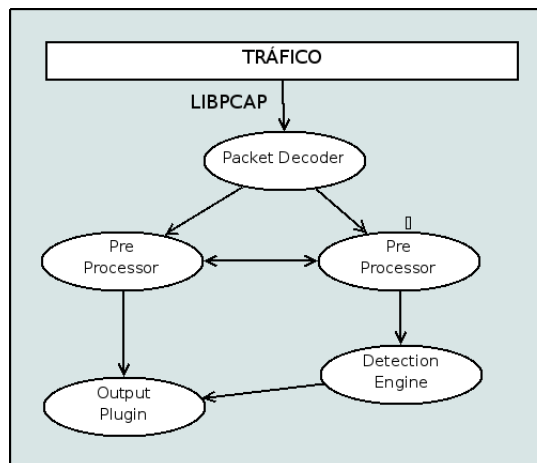 TRÁFICO
LIBPCAP
Packet Decoder
Pre
Processor
Pre
Processor
Detection
Engine
Output
Plugin